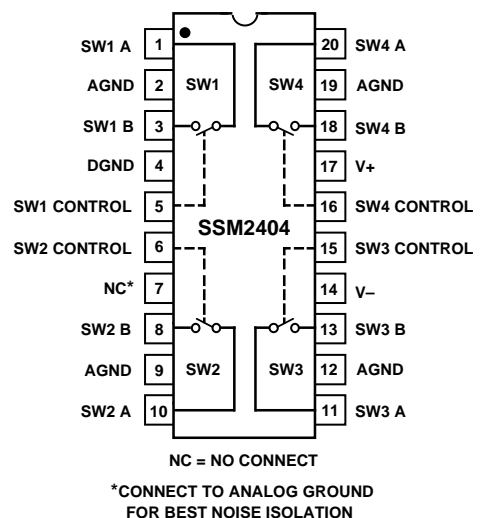 SW1 A 1 20 SW4 A
AGND 2 SW1 SW4 19 AGND
SW1 B 3 18 SW4 B
DGND 4 17 V+
SW1 CONTROL 5 16 SW4 CONTROL
SSM2404
SW2 CONTROL 6 15 SW3 CONTROL
NC* 7 14 V–
SW2 B 8 13 SW3 B
AGND 9 SW2 SW3 12 AGND
SW2 A 10 11 SW3 A
NC = NO CONNECT
*CONNECT TO ANALOG GROUND
FOR BEST NOISE ISOLATION